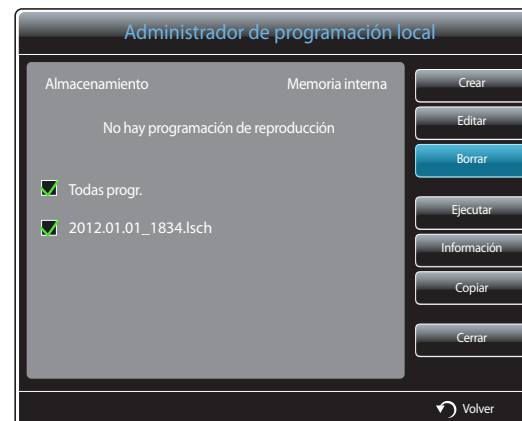 Administrador de programación local
Almacenamiento Memoria interna
No hay programación de reproducción
Todas progr.
2012.01.01_1834.lsch
Crear
Editar
Borrar
Ejecutar
Información
Copiar
Cerrar
Volver